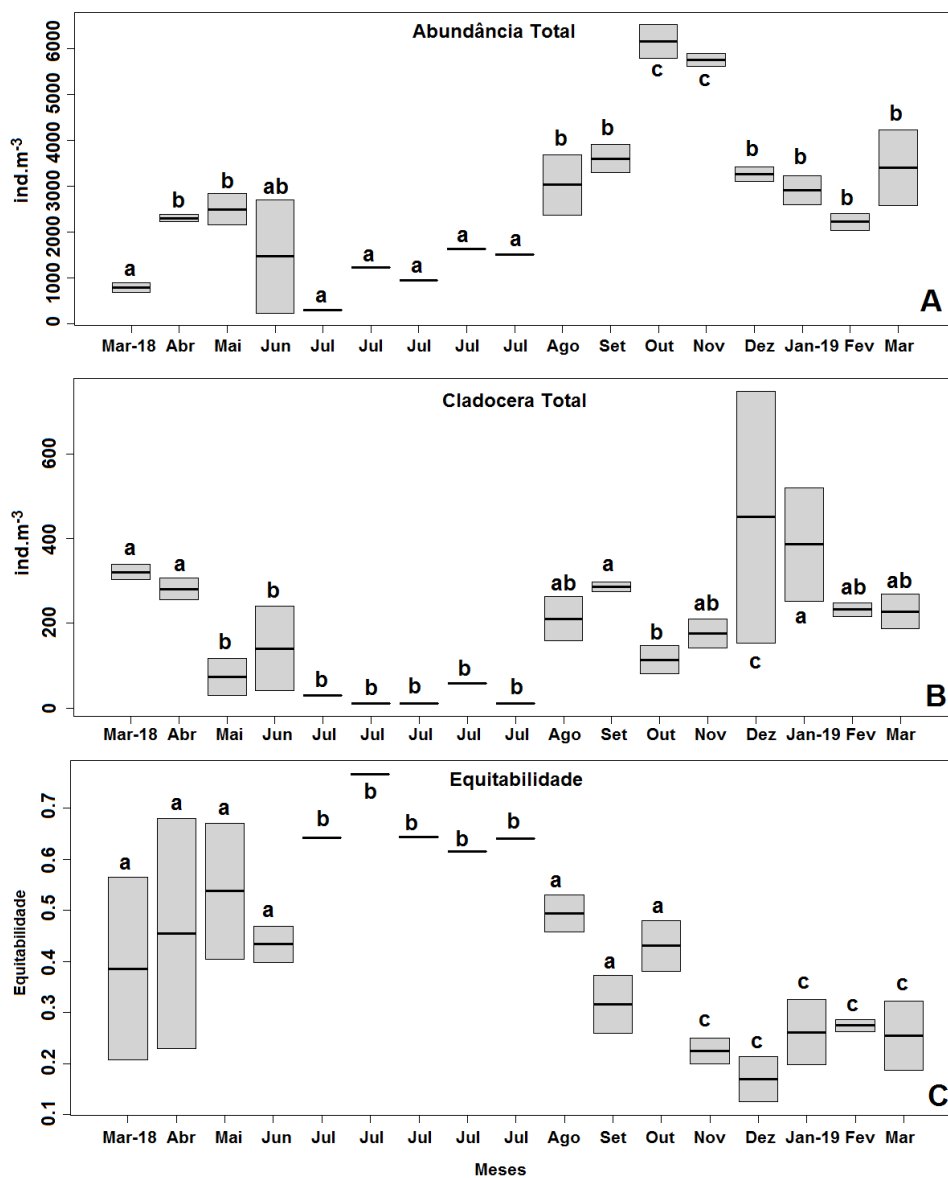 Abundância Total
ind.m-3
6000
5000
4000
3000
2000
1000
0
a b b ab a a a a a b b c c b b b b
A
Mar-18 Abr Mai Jun Jul Jul Jul Jul Jul Ago Set Out Nov Dez Jan-19 Fev Mar
Cladocera Total
ind.m-3
600
400
200
0
a a b b b b b b b ab a b ab c a ab ab
B
Mar-18 Abr Mai Jun Jul Jul Jul Jul Jul Ago Set Out Nov Dez Jan-19 Fev Mar
Equitabilidade
Equitabilidade
0.7
0.6
0.5
0.4
0.3
0.2
0.1
a a a a b b b b b a a a c c c c c
C
Mar-18 Abr Mai Jun Jul Jul Jul Jul Jul Ago Set Out Nov Dez Jan-19 Fev Mar
Meses